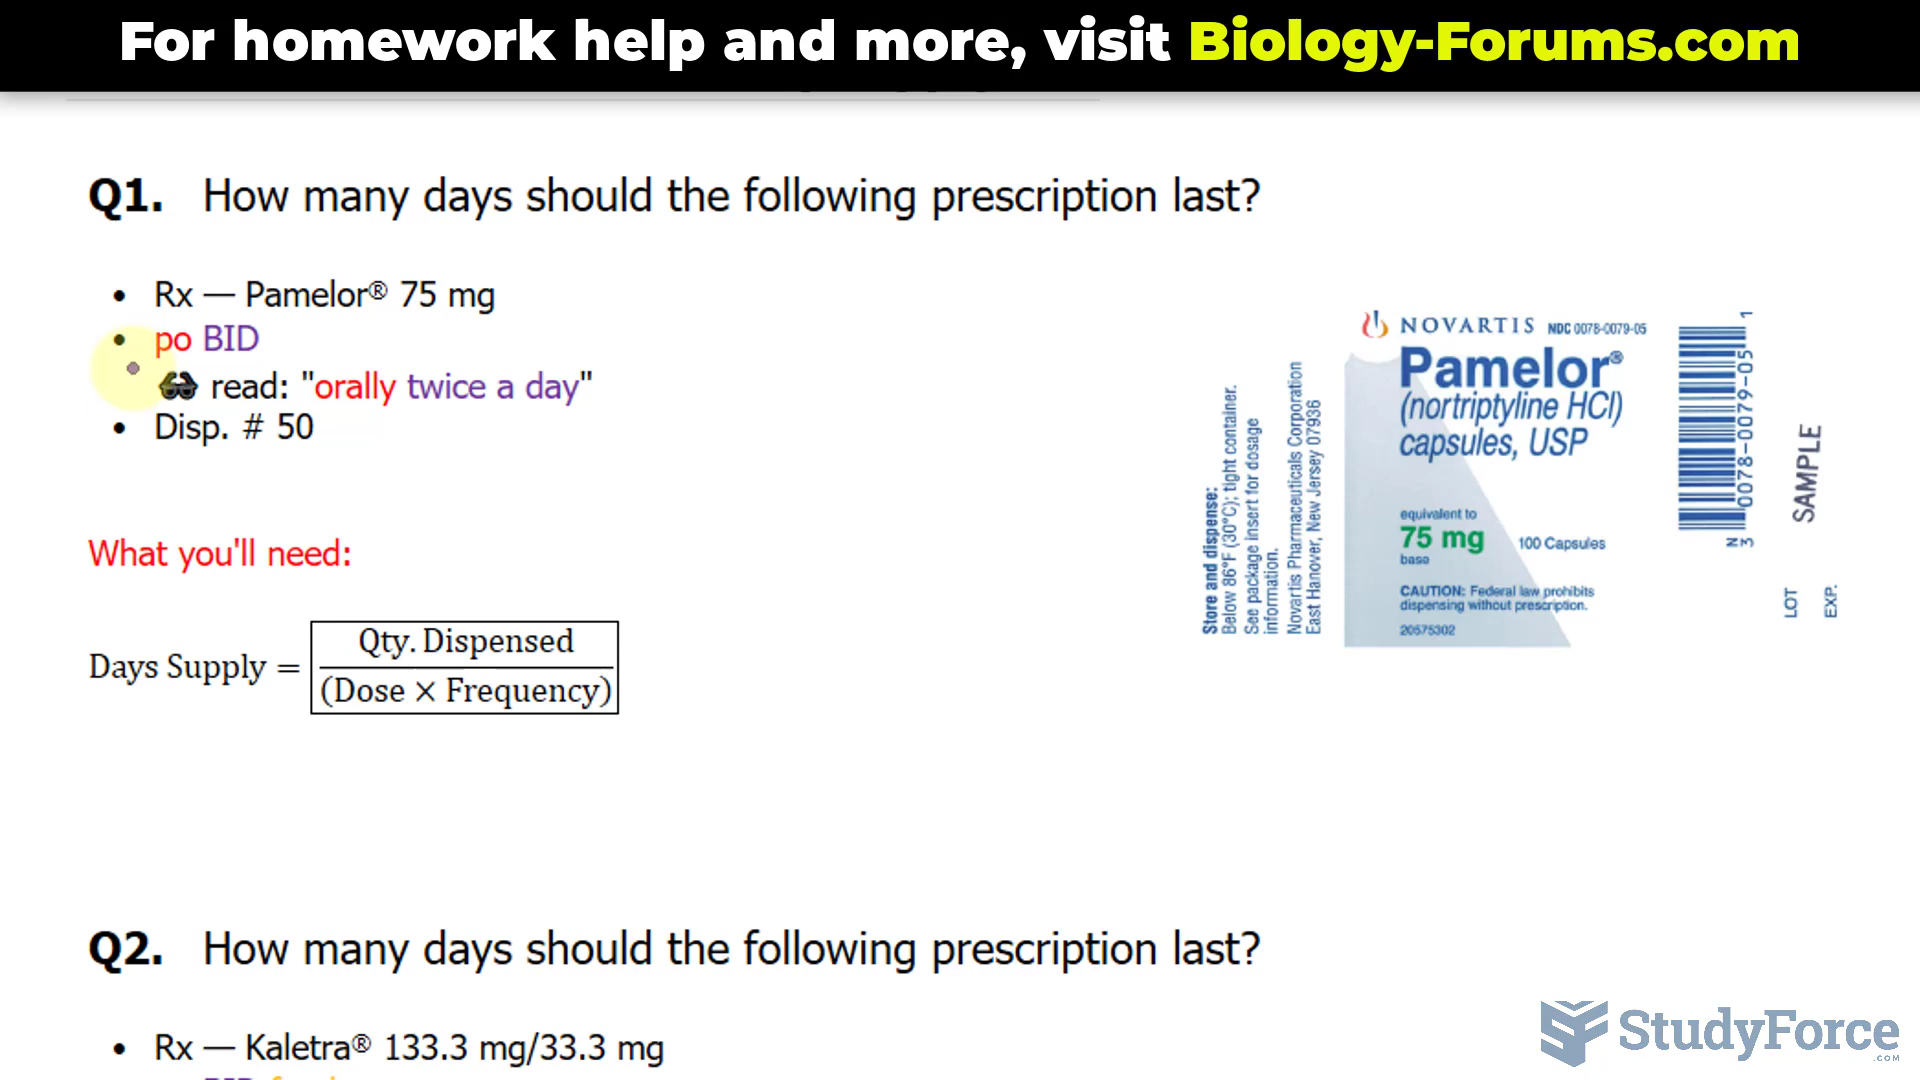 For homework help and more, visit Biology-Forums.com
Q1. How many days should the following prescription last?
• Rx — Pamelor® 75 mg
• po BID
read: "orally twice a day"
• Disp. # 50
What you'll need:
Days Supply = Qty. Dispensed
(Dose × Frequency)
Store and dispense:
Below 86°F (30°C); tight container.
See package insert for dosage
information.
Novartis Pharmaceuticals Corporation
East Hanover, New Jersey 07936
NOVARTIS NDC 0078-0079-05
Pamelor®
(nortriptyline HCl)
capsules, USP
equivalent to
75 mg 100 Capsules
base
CAUTION: Federal law prohibits
dispensing without prescription.
20575302
N 3 0078-0079-05 1
SAMPLE
LOT
EXP.
Q2. How many days should the following prescription last?
• Rx — Kaletra® 133.3 mg/33.3 mg
StudyForce
.COM